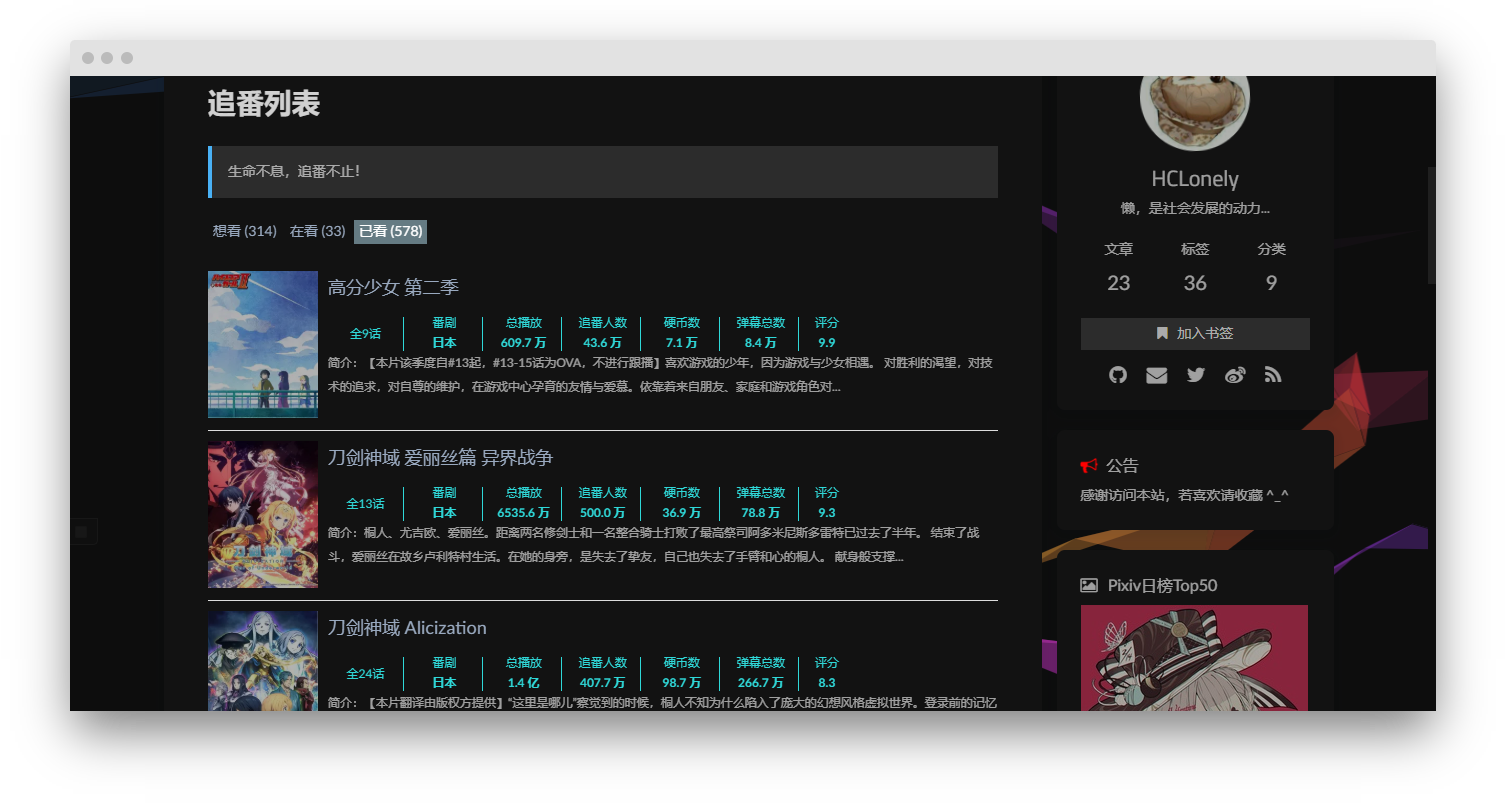 追番列表
生命不息，追番不止！
想看 (314) 在看 (33) 已看 (578)
高分少女 第二季
全9话
番剧 总播放 追番人数 硬币数 弹幕总数 评分
日本 609.7 万 43.6 万 7.1 万 8.4 万 9.9
简介：【本片该季度自#13起，#13-15话为OVA，不进行跟播】喜欢游戏的少年，因为游戏与少女相遇。 对胜利的渴望，对技
术的追求，对自尊的维护，在游戏中心孕育的友情与爱慕。依靠着来自朋友、家庭和游戏角色对...
刀剑神域 爱丽丝篇 异界战争
全13话
番剧 总播放 追番人数 硬币数 弹幕总数 评分
日本 6535.6 万 500.0 万 36.9 万 78.8 万 9.3
简介：桐人、尤吉欧、爱丽丝。距离两名修剑士和一名整合骑士打败了最高祭司阿多米尼斯多雷特已过去了半年。 结束了战
斗，爱丽丝在故乡卢利特村生活。在她的身旁，是失去了挚友，自己也失去了手臂和心的桐人。 献身般支撑...
刀剑神域 Alicization
全24话
番剧 总播放 追番人数 硬币数 弹幕总数 评分
日本 1.4 亿 407.7 万 98.7 万 266.7 万 8.3
简介：【本片翻译由版权方提供】"这里是哪儿"察觉到的时候，桐人不知为什么陷入了庞大的幻想风格虚拟世界。登录前的记忆
HCLonely
懒，是社会发展的动力...
文章 标签 分类
23 36 9
加入书签
公告
感谢访问本站，若喜欢请收藏 ^_^
Pixiv日榜Top50